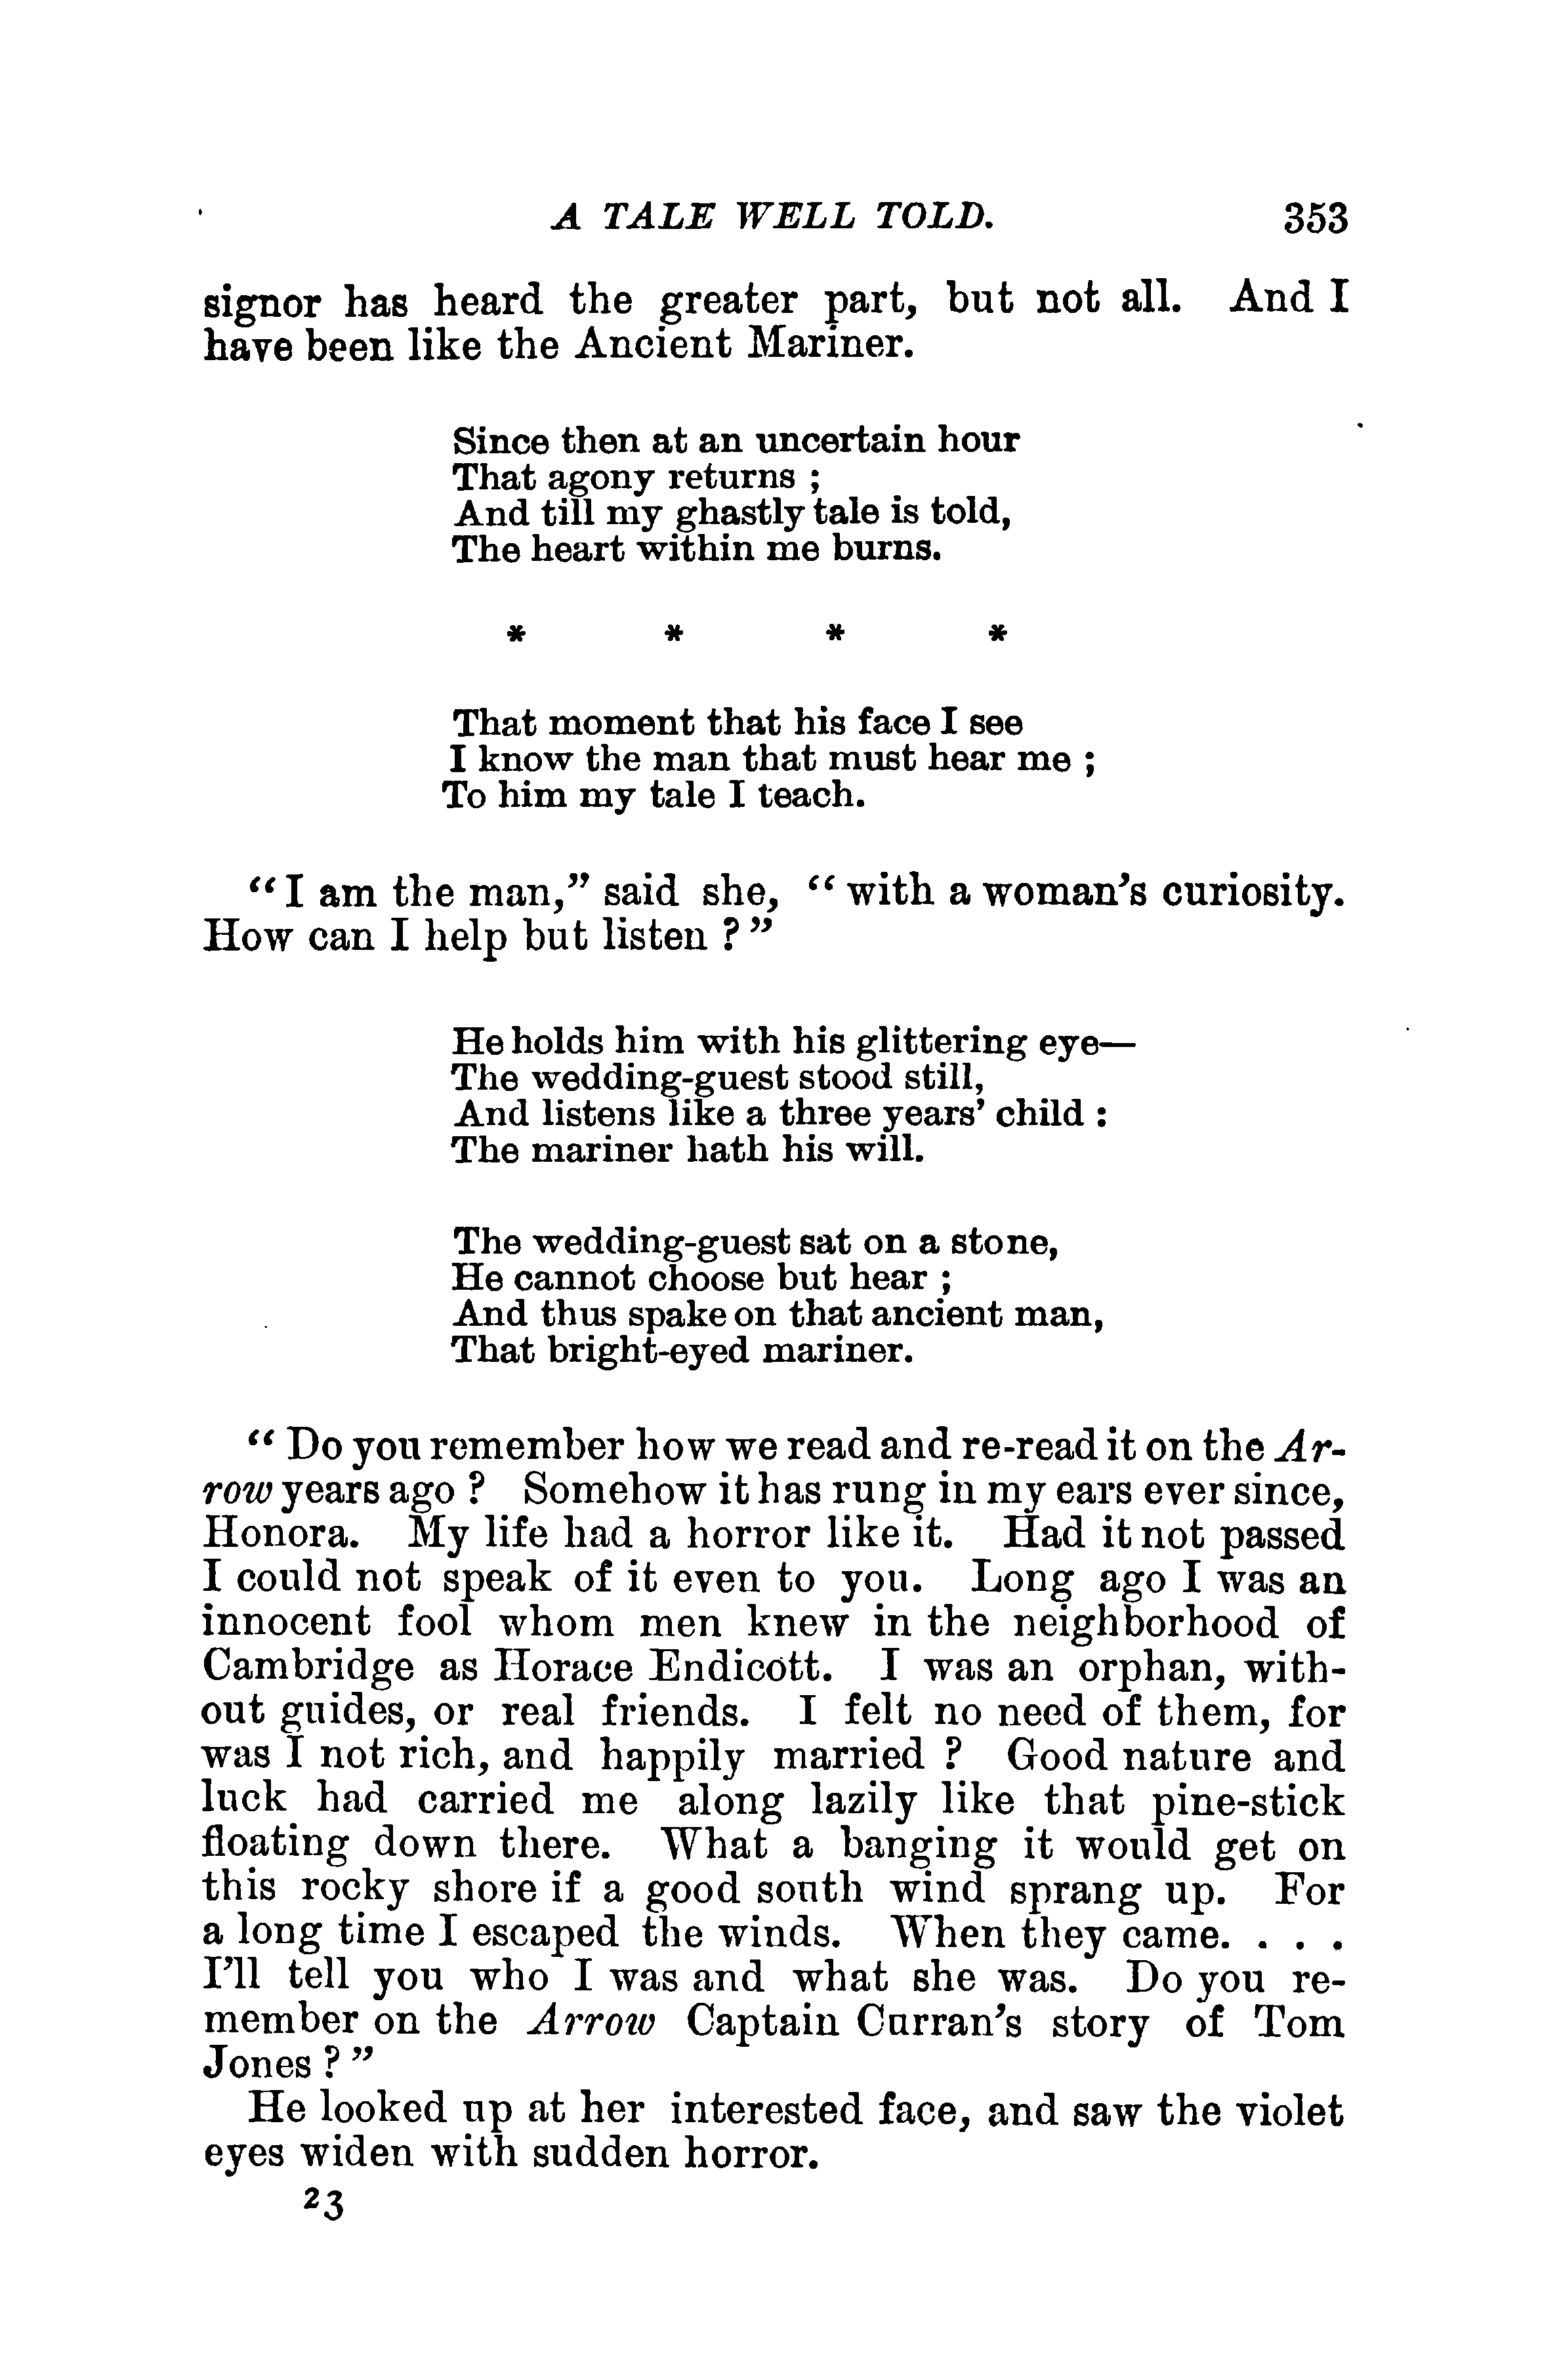 A TALE WELL TOLD. 353
signor has heard the greater part, but not all. And I
have been like the Ancient Mariner.
Since then at an uncertain hour
That agony returns ;
And till my ghastly tale is told,
The heart within me burns.
* * * *
That moment that his face I see
I know the man that must hear me ;
To him my tale I teach.
“I am the man,” said she, “ with a woman’s curiosity.
How can I help but listen ? ”
He holds him with his glittering eye—
The wedding-guest stood still,
And listens like a three years’ child :
The mariner hath his will.
The wedding-guest sat on a stone,
He cannot choose but hear ;
And thus spake on that ancient man,
That bright-eyed mariner.
“ Do you remember how we read and re-read it on the Ar-
row years ago ? Somehow it has rung in my ears ever since,
Honora. My life had a horror like it. Had it not passed
I could not speak of it even to you. Long ago I was an
innocent fool whom men knew in the neighborhood of
Cambridge as Horace Endicott. I was an orphan, with-
out guides, or real friends. I felt no need of them, for
was I not rich, and happily married ? Good nature and
luck had carried me along lazily like that pine-stick
floating down there. What a banging it would get on
this rocky shore if a good south wind sprang up. For
a long time I escaped the winds. When they came. . . .
I’ll tell you who I was and what she was. Do you re-
member on the Arrow Captain Curran’s story of Tom
Jones ? ”
He looked up at her interested face, and saw the violet
eyes widen with sudden horror.
23